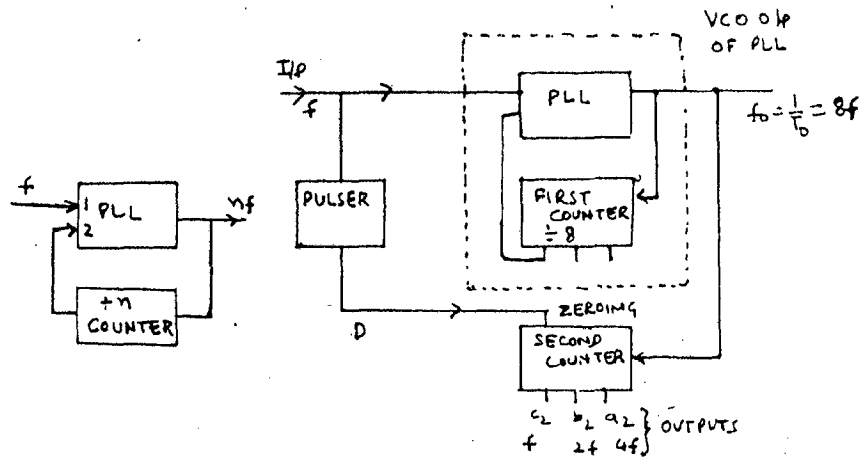 f
1 PLL
2
nf
÷n
COUNTER
I/P
f
PULSER
D
PLL
FIRST
COUNTER
÷ 8
VCO O/P
OF PLL
f₀ = 1/T₀ = 8f
ZEROING
SECOND
COUNTER
c₂ b₂ a₂
f 2f 4f
} OUTPUTS